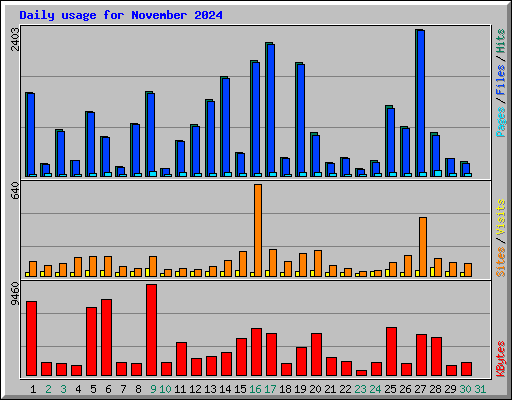 Daily usage for November 2024
2403
640
9460
Pages / Files / Hits
Sites / Visits
KBytes
1 2 3 4 5 6 7 8 9 10 11 12 13 14 15 16 17 18 19 20 21 22 23 24 25 26 27 28 29 30 31